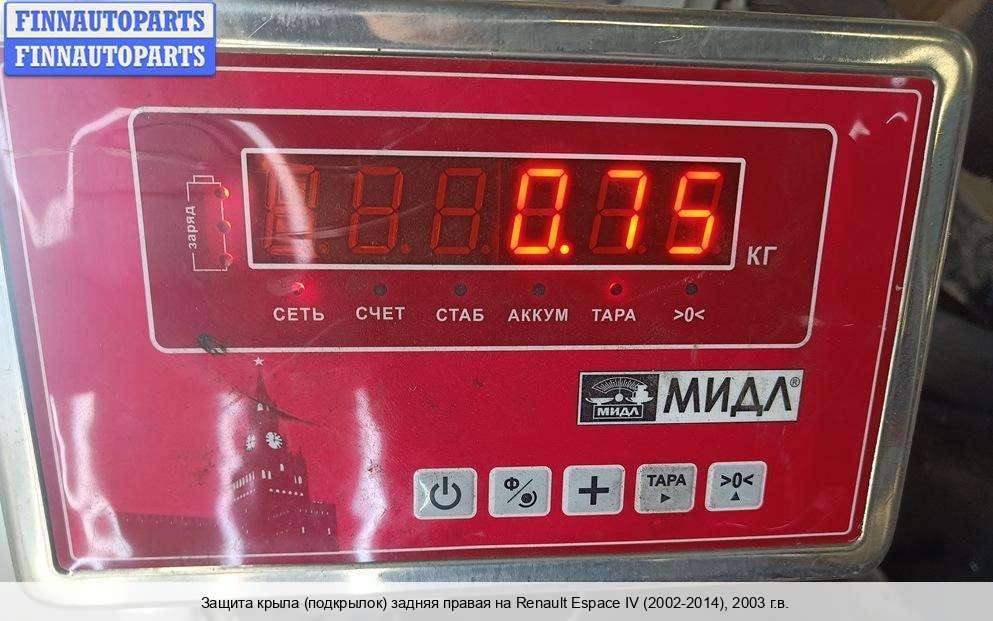 FINNAUTOPARTS
FINNAUTOPARTS
заряд
0.75
КГ
СЕТЬ СЧЕТ СТАБ АККУМ ТАРА >0<
МИДЛ МИДЛ®
Ф ТАРА >0<
Защита крыла (подкрылок) задняя правая на Renault Espace IV (2002-2014), 2003 г.в.